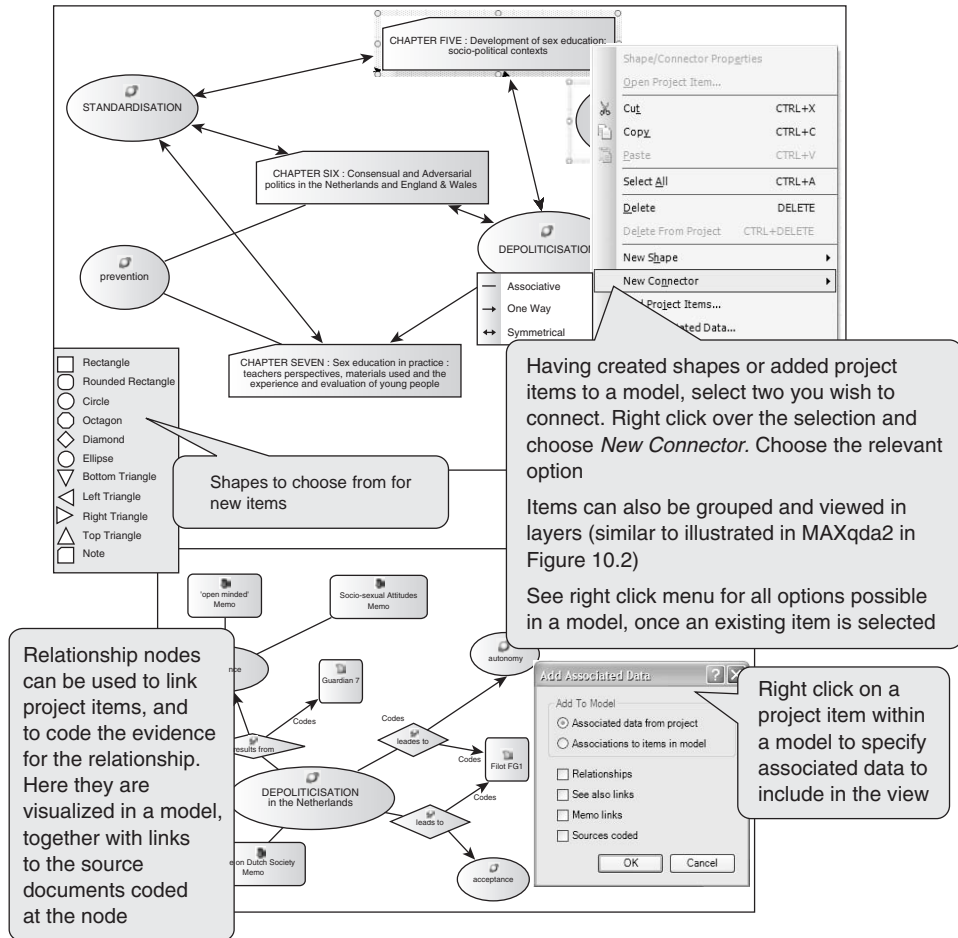 CHAPTER FIVE : Development of sex education:
socio-political contexts
STANDARDISATION
CHAPTER SIX : Consensual and Adversarial
politics in the Netherlands and England & Wales
prevention
DEPOLITICISATION
CHAPTER SEVEN : Sex education in practice :
teachers perspectives, materials used and the
experience and evaluation of young people
Associative
One Way
Symmetrical
Shape/Connector Properties
Open Project Item...
Cut CTRL+X
Copy CTRL+C
Paste CTRL+V
Select All CTRL+A
Delete DELETE
Delete From Project CTRL+DELETE
New Shape
New Connector
Project Items...
Data...
Rectangle
Rounded Rectangle
Circle
Octagon
Diamond
Ellipse
Bottom Triangle
Left Triangle
Right Triangle
Top Triangle
Note
Shapes to choose from for
new items
Having created shapes or added project
items to a model, select two you wish to
connect. Right click over the selection and
choose New Connector. Choose the relevant
option
Items can also be grouped and viewed in
layers (similar to illustrated in MAXqda2 in
Figure 10.2)
See right click menu for all options possible
in a model, once an existing item is selected
'open minded'
Memo
Socio-sexual Attitudes
Memo
Guardian 7
Codes
results from
DEPOLITICISATION
in the Netherlands
on Dutch Society
Memo
Codes
leades to
autonomy
Codes
Filot FG1
Codes
leads to
acceptance
Relationship nodes
can be used to link
project items, and
to code the evidence
for the relationship.
Here they are
visualized in a model,
together with links
to the source
documents coded
at the node
Add Associated Data
Add To Model
Associated data from project
Associations to items in model
Relationships
See also links
Memo links
Sources coded
OK Cancel
Right click on a
project item within
a model to specify
associated data to
include in the view